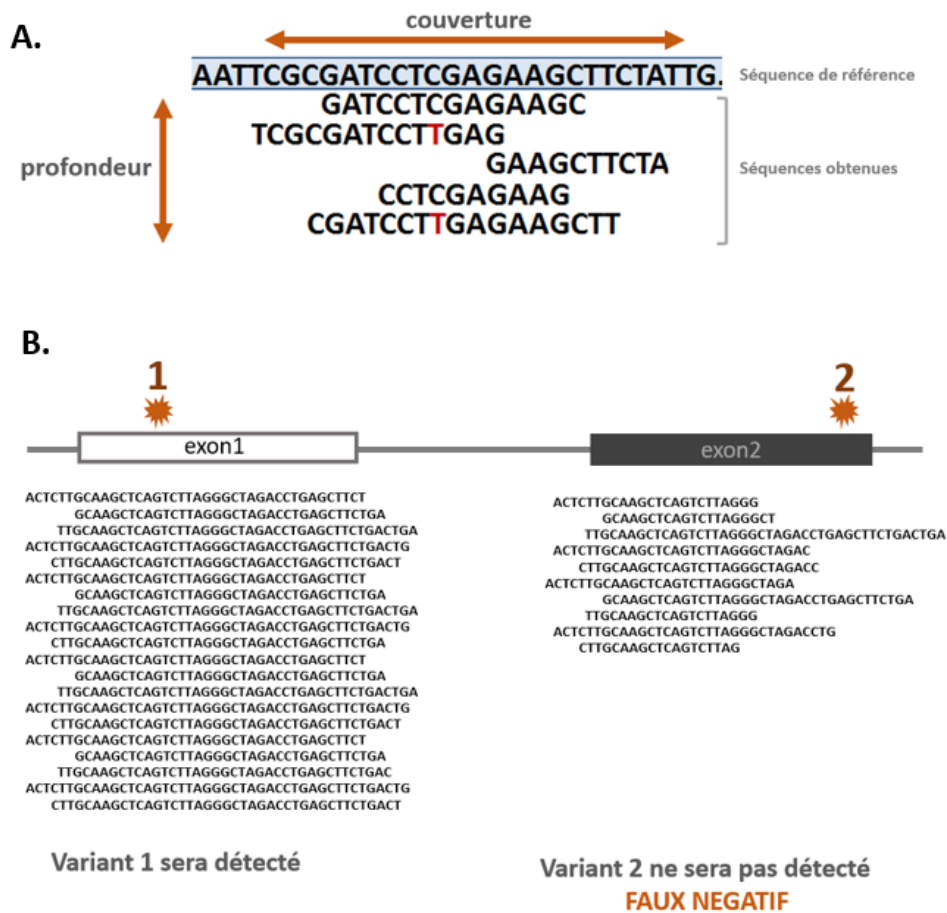 A.
couverture
AATTCGCGATCCTCGAGAAGCTTCTATTG.
Séquence de référence
GATCCTCGAGAAGC
TCGCGATCCTTGAG
profondeur
GAAGCTTCTA
Séquences obtenues
CCTCGAGAAG
CGATCCTTGAGAAGCTT
B.
1
2
exon1
exon2
ACTCTTGCAAGCTCAGTCTTAGGGCTAGACCTGAGCTTCT
GCAAGCTCAGTCTTAGGGCTAGACCTGAGCTTCTGA
TTGCAAGCTCAGTCTTAGGGCTAGACCTGAGCTTCTGACTGA
ACTCTTGCAAGCTCAGTCTTAGGGCTAGACCTGAGCTTCTGACTG
CTTGCAAGCTCAGTCTTAGGGCTAGACCTGAGCTTCTGACT
ACTCTTGCAAGCTCAGTCTTAGGGCTAGACCTGAGCTTCT
GCAAGCTCAGTCTTAGGGCTAGACCTGAGCTTCTGA
TTGCAAGCTCAGTCTTAGGGCTAGACCTGAGCTTCTGACTGA
ACTCTTGCAAGCTCAGTCTTAGGGCTAGACCTGAGCTTCTGACTG
CTTGCAAGCTCAGTCTTAGGGCTAGACCTGAGCTTCTGA
ACTCTTGCAAGCTCAGTCTTAGGGCTAGACCTGAGCTTCT
GCAAGCTCAGTCTTAGGGCTAGACCTGAGCTTCTGA
TTGCAAGCTCAGTCTTAGGGCTAGACCTGAGCTTCTGACTGA
ACTCTTGCAAGCTCAGTCTTAGGGCTAGACCTGAGCTTCTGACTG
CTTGCAAGCTCAGTCTTAGGGCTAGACCTGAGCTTCTGACT
ACTCTTGCAAGCTCAGTCTTAGGGCTAGACCTGAGCTTCT
GCAAGCTCAGTCTTAGGGCTAGACCTGAGCTTCTGA
TTGCAAGCTCAGTCTTAGGGCTAGACCTGAGCTTCTGAC
ACTCTTGCAAGCTCAGTCTTAGGGCTAGACCTGAGCTTCTGACTG
CTTGCAAGCTCAGTCTTAGGGCTAGACCTGAGCTTCTGACT
ACTCTTGCAAGCTCAGTCTTAGGG
GCAAGCTCAGTCTTAGGGCT
TTGCAAGCTCAGTCTTAGGGCTAGACCTGAGCTTCTGACTGA
ACTCTTGCAAGCTCAGTCTTAGGGCTAGAC
CTTGCAAGCTCAGTCTTAGGGCTAGACC
ACTCTTGCAAGCTCAGTCTTAGGGCTAGA
GCAAGCTCAGTCTTAGGGCTAGACCTGAGCTTCTGA
TTGCAAGCTCAGTCTTAGGG
ACTCTTGCAAGCTCAGTCTTAGGGCTAGACCTG
CTTGCAAGCTCAGTCTTAG
Variant 1 sera détecté
Variant 2 ne sera pas détecté
FAUX NEGATIF